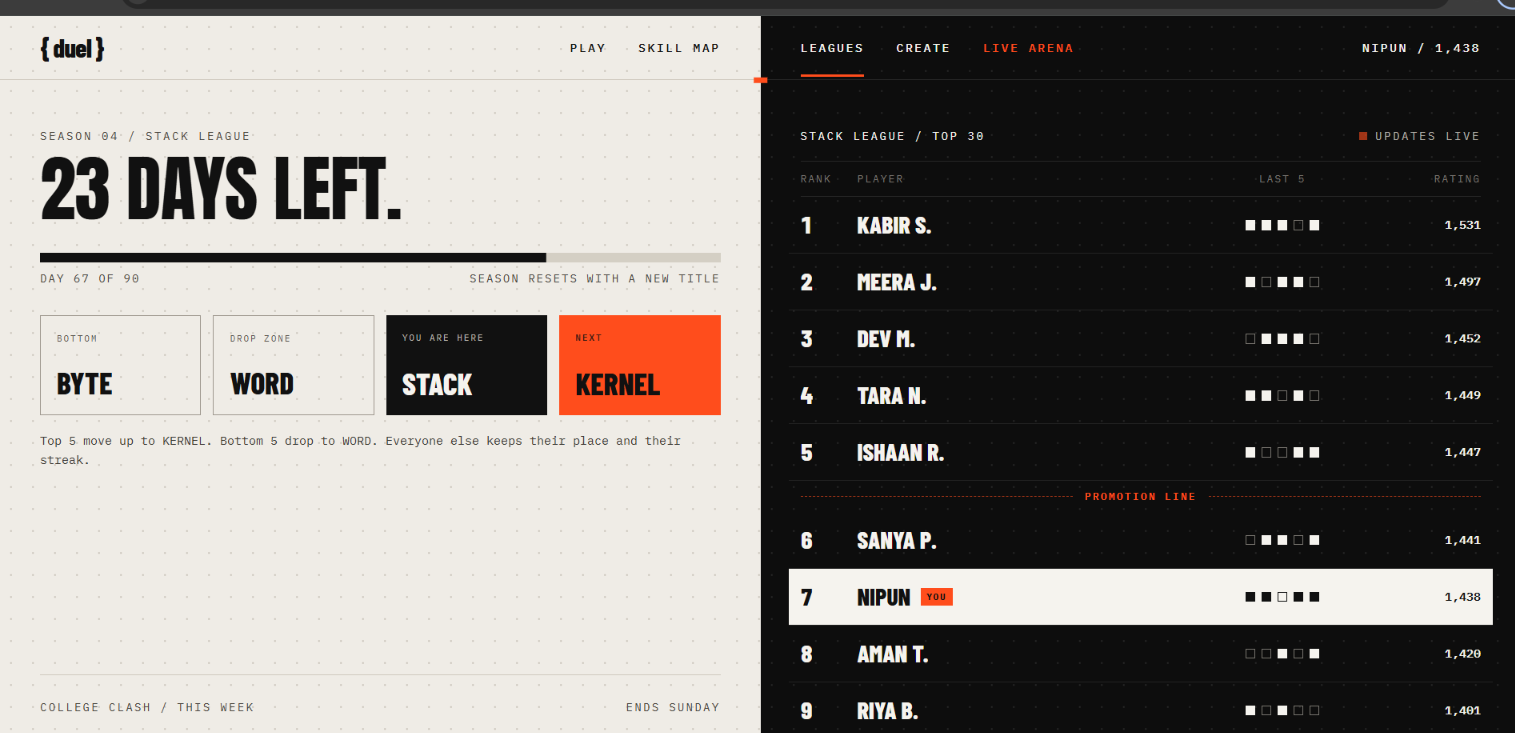 { duel }
PLAY SKILL MAP
LEAGUES CREATE LIVE ARENA
NIPUN / 1,438
SEASON 04 / STACK LEAGUE
23 DAYS LEFT.
DAY 67 OF 90
SEASON RESETS WITH A NEW TITLE
BOTTOM
BYTE
DROP ZONE
WORD
YOU ARE HERE
STACK
NEXT
KERNEL
Top 5 move up to KERNEL. Bottom 5 drop to WORD. Everyone else keeps their place and their
streak.
COLLEGE CLASH / THIS WEEK
ENDS SUNDAY
STACK LEAGUE / TOP 30
UPDATES LIVE
RANK PLAYER LAST 5 RATING
1 KABIR S. 1,531
2 MEERA J. 1,497
3 DEV M. 1,452
4 TARA N. 1,449
5 ISHAAN R. 1,447
PROMOTION LINE
6 SANYA P. 1,441
7 NIPUN YOU 1,438
8 AMAN T. 1,420
9 RIYA B. 1,401